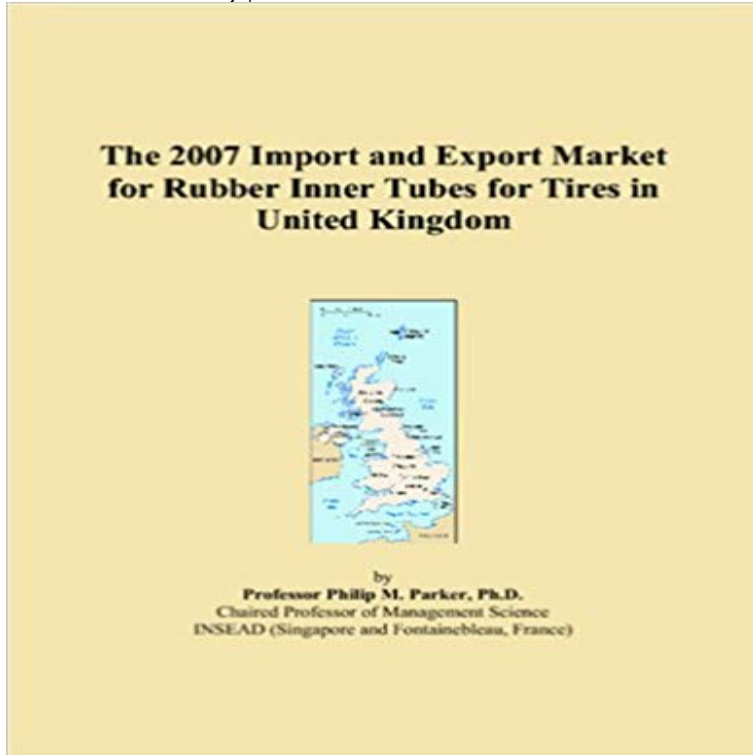 The 2007 Import and Export Market
for Rubber Inner Tubes for Tires in
United Kingdom
by
Professor Philip M. Parker, Ph.D.
Chaired Professor of Management Science
INSEAD (Singapore and Fontainebleau, France)